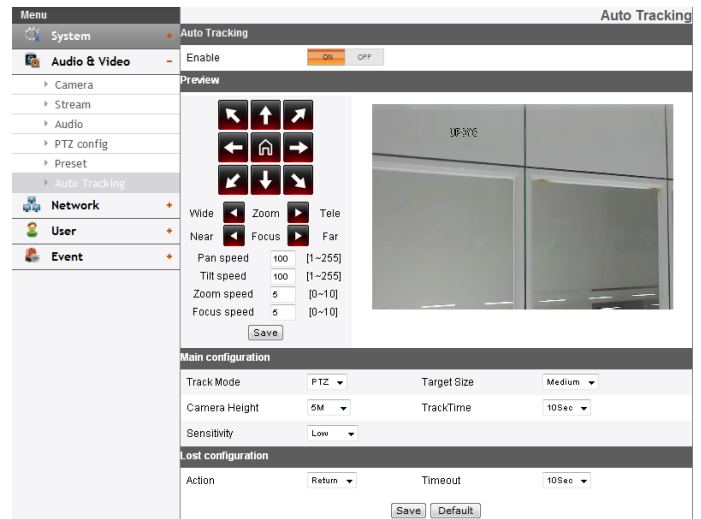 Menu
Auto Tracking
System
Audio & Video
Camera
Stream
Audio
PTZ config
Preset
Auto Tracking
Network
User
Event
Auto Tracking
Enable ON OFF
Preview
Wide Zoom Tele
Near Focus Far
Pan speed 100 [1~255]
Tilt speed 100 [1~255]
Zoom speed 5 [0~10]
Focus speed 5 [0~10]
Save
Main configuration
Track Mode PTZ Target Size Medium
Camera Height 5M TrackTime 10Sec
Sensitivity Low
Lost configuration
Action Return Timeout 10Sec
Save Default